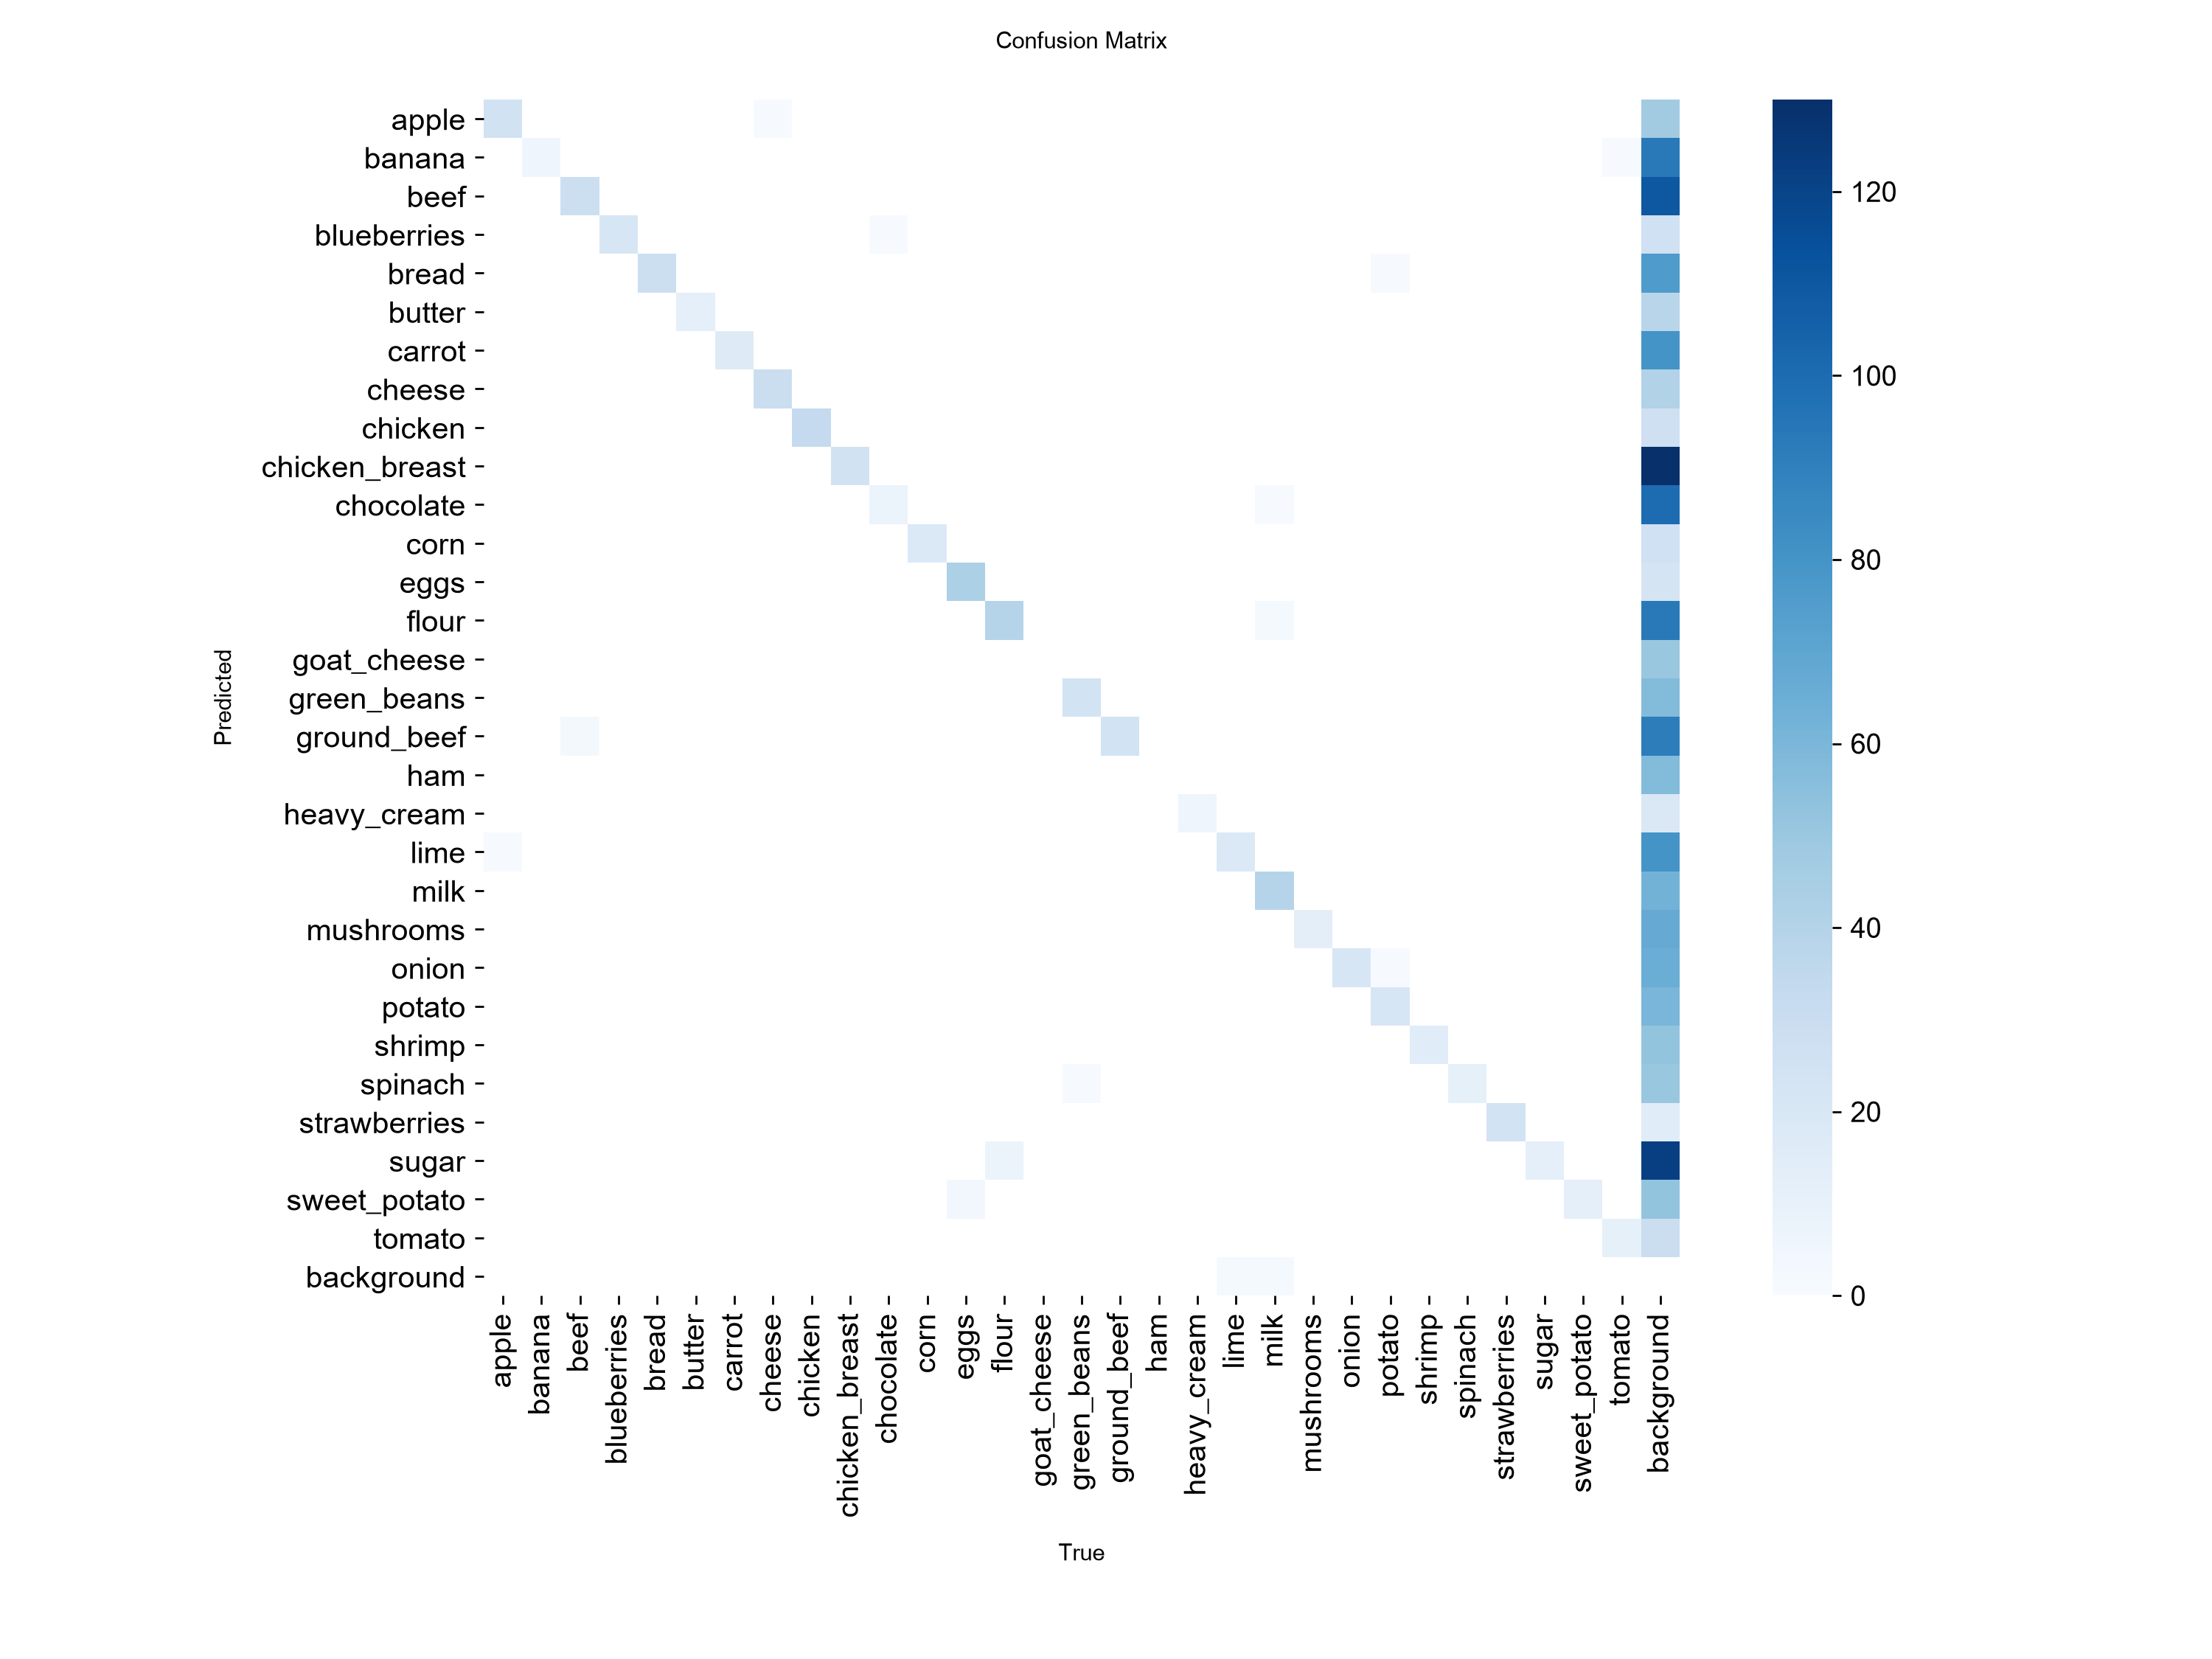 Confusion Matrix
apple
banana
beef
blueberries
bread
butter
carrot
cheese
chicken
chicken_breast
chocolate
corn
eggs
flour
goat_cheese
green_beans
ground_beef
ham
heavy_cream
lime
milk
mushrooms
onion
potato
shrimp
spinach
strawberries
sugar
sweet_potato
tomato
background
Predicted
apple
banana
beef
blueberries
bread
butter
carrot
cheese
chicken
chicken_breast
chocolate
corn
eggs
flour
goat_cheese
green_beans
ground_beef
ham
heavy_cream
lime
milk
mushrooms
onion
potato
shrimp
spinach
strawberries
sugar
sweet_potato
tomato
background
True
120
100
80
60
40
20
0